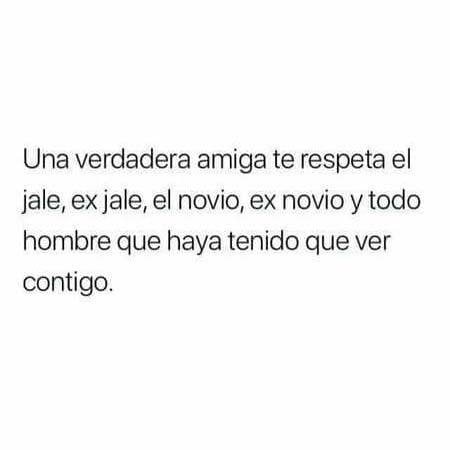 Una verdadera amiga te respeta el
jale, ex jale, el novio, ex novio y todo
hombre que haya tenido que ver
contigo.